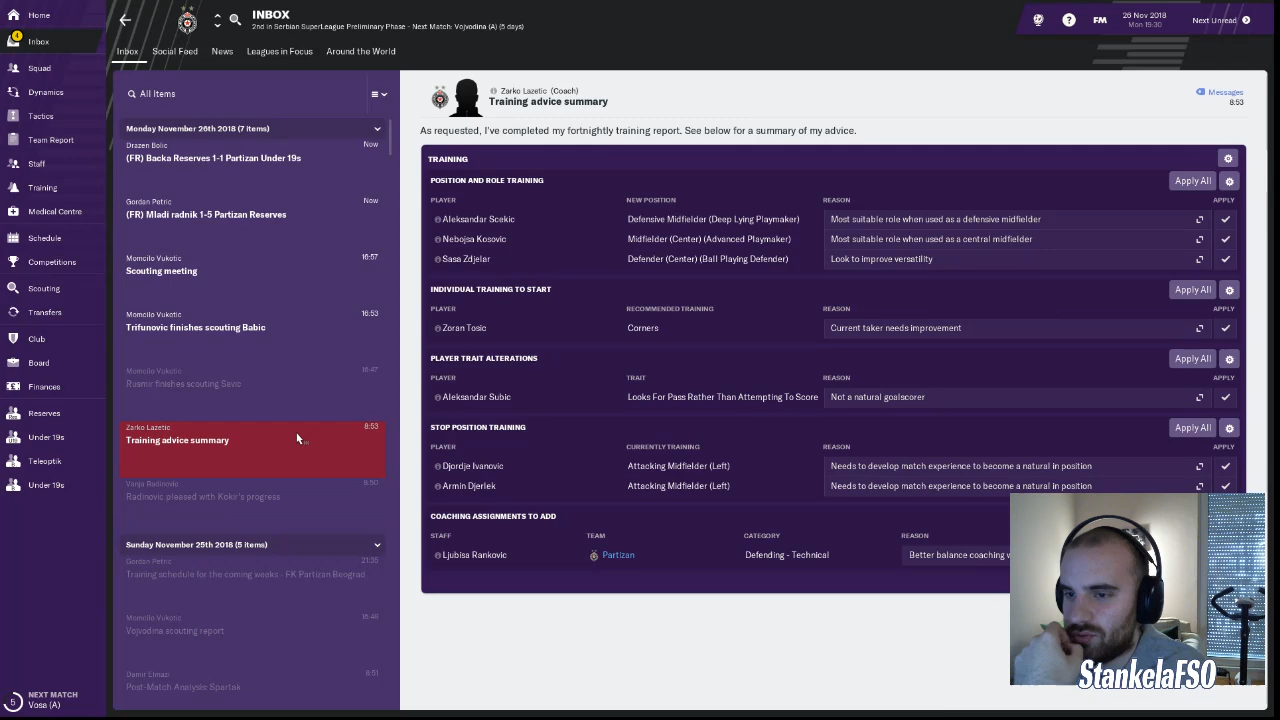 Home
4
Inbox
Squad
Dynamics
Tactics
Team Report
Staff
Training
Medical Centre
Schedule
Competitions
Scouting
Transfers
Club
Board
Finances
Reserves
Under 19s
Teleoptik
Under 19s
5
NEXT MATCH
Vosa (A)
INBOX
2nd in Serbian SuperLeague Preliminary Phase - Next Match: Vojvodina (A) (5 days)
?
FM
26 Nov 2018
Mon 19:30
Next Unread
Inbox Social Feed News Leagues in Focus Around the World
All Items
Monday November 26th 2018 (7 items)
Drazen Bolic Now
(FR) Backa Reserves 1-1 Partizan Under 19s
Gordan Petric Now
(FR) Mladi radnik 1-5 Partizan Reserves
Momcilo Vukotic 16:57
Scouting meeting
Momcilo Vukotic 16:53
Trifunovic finishes scouting Babic
Momcilo Vukotic 16:47
Rusmir finishes scouting Savic
Zarko Lazetic 8:53
Training advice summary
Vanja Radinovic 8:50
Radinovic pleased with Kokir's progress
Sunday November 25th 2018 (5 items)
Gordan Petric 21:35
Training schedule for the coming weeks - FK Partizan Beograd
Momcilo Vukotic 16:46
Vojvodina scouting report
Damir Elmazi 8:51
Post-Match Analysis: Spartak
Zarko Lazetic (Coach)
Training advice summary
Messages
8:53
As requested, I've completed my fortnightly training report. See below for a summary of my advice.
TRAINING
POSITION AND ROLE TRAINING Apply All
PLAYER NEW POSITION REASON APPLY
Aleksandar Scekic Defensive Midfielder (Deep Lying Playmaker) Most suitable role when used as a defensive midfielder
Nebojsa Kosovic Midfielder (Center) (Advanced Playmaker) Most suitable role when used as a central midfielder
Sasa Zdjelar Defender (Center) (Ball Playing Defender) Look to improve versatility
INDIVIDUAL TRAINING TO START Apply All
PLAYER RECOMMENDED TRAINING REASON APPLY
Zoran Tosic Corners Current taker needs improvement
PLAYER TRAIT ALTERATIONS Apply All
PLAYER TRAIT REASON APPLY
Aleksandar Subic Looks For Pass Rather Than Attempting To Score Not a natural goalscorer
STOP POSITION TRAINING Apply All
PLAYER CURRENTLY TRAINING REASON APPLY
Djordje Ivanovic Attacking Midfielder (Left) Needs to develop match experience to become a natural in position
Armin Djerlek Attacking Midfielder (Left) Needs to develop match experience to become a natural in position
COACHING ASSIGNMENTS TO ADD
STAFF TEAM CATEGORY REASON
Ljubisa Rankovic Partizan Defending - Technical Better balance coaching w
StankelaFSO